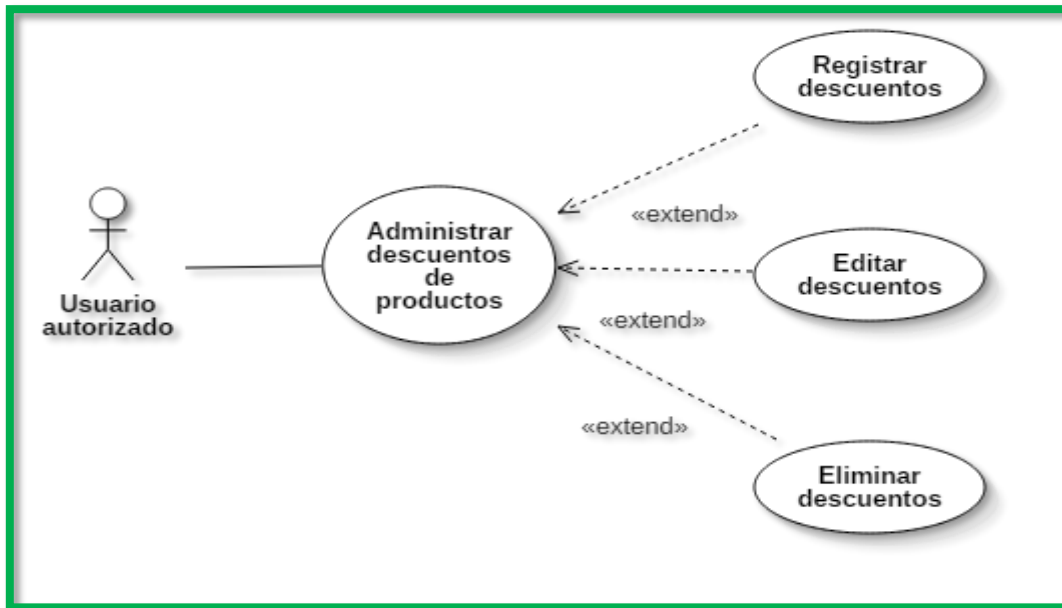 Registrar
descuentos
«extend»
Administrar
descuentos
de
productos
Editar
descuentos
Usuario
autorizado
«extend»
«extend»
Eliminar
descuentos